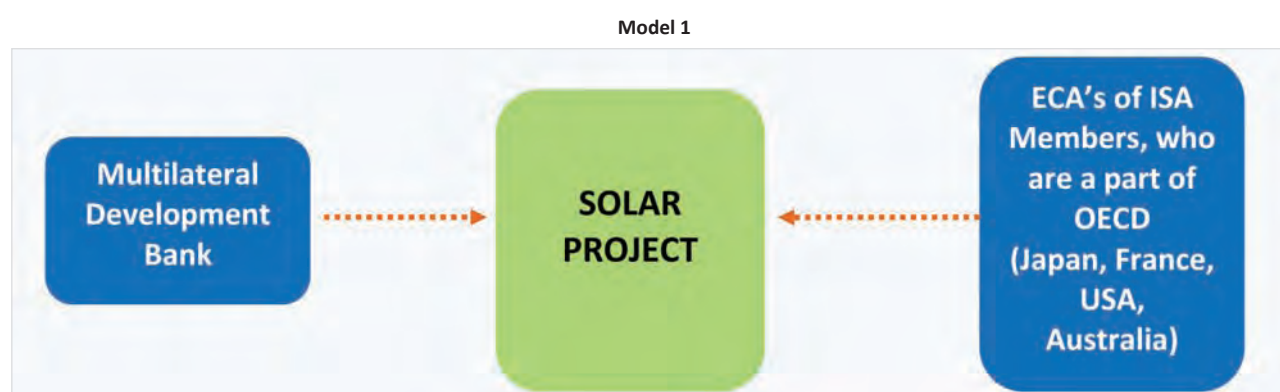 Model 1
Multilateral
Development
Bank
SOLAR
PROJECT
ECA's of ISA
Members, who
are a part of
OECD
(Japan, France,
USA,
Australia)